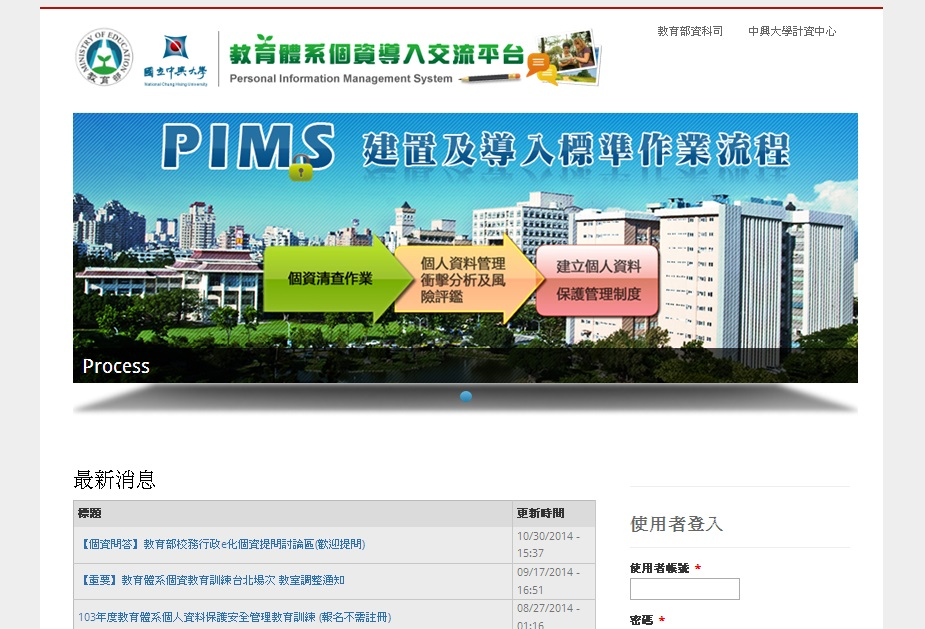 教育部資科司 中興大學計資中心
MINISTRY OF EDUCATION
教育部
國立中興大學
National Chung Hsing University
教育體系個資導入交流平台
Personal Information Management System
PIMS 建置及導入標準作業流程
個資清查作業
個人資料管理
衝擊分析及風
險評鑑
建立個人資料
保護管理制度
Process
最新消息
標題 更新時間
【個資問答】教育部校務行政e化個資提問討論區(歡迎提問) 10/30/2014 -
15:37
【重要】教育體系個資教育訓練台北場次 教室調整通知 09/17/2014 -
16:51
103年度教育體系個人資料保護安全管理教育訓練 (報名不需註冊) 08/27/2014 -
01:16
使用者登入
使用者帳號 *
密碼 *